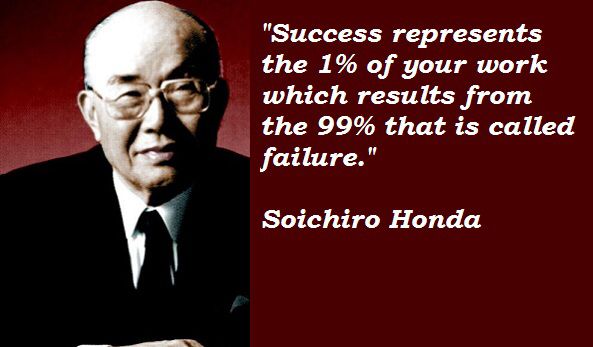 "Success represents
the 1% of your work
which results from
the 99% that is called
failure."
Soichiro Honda